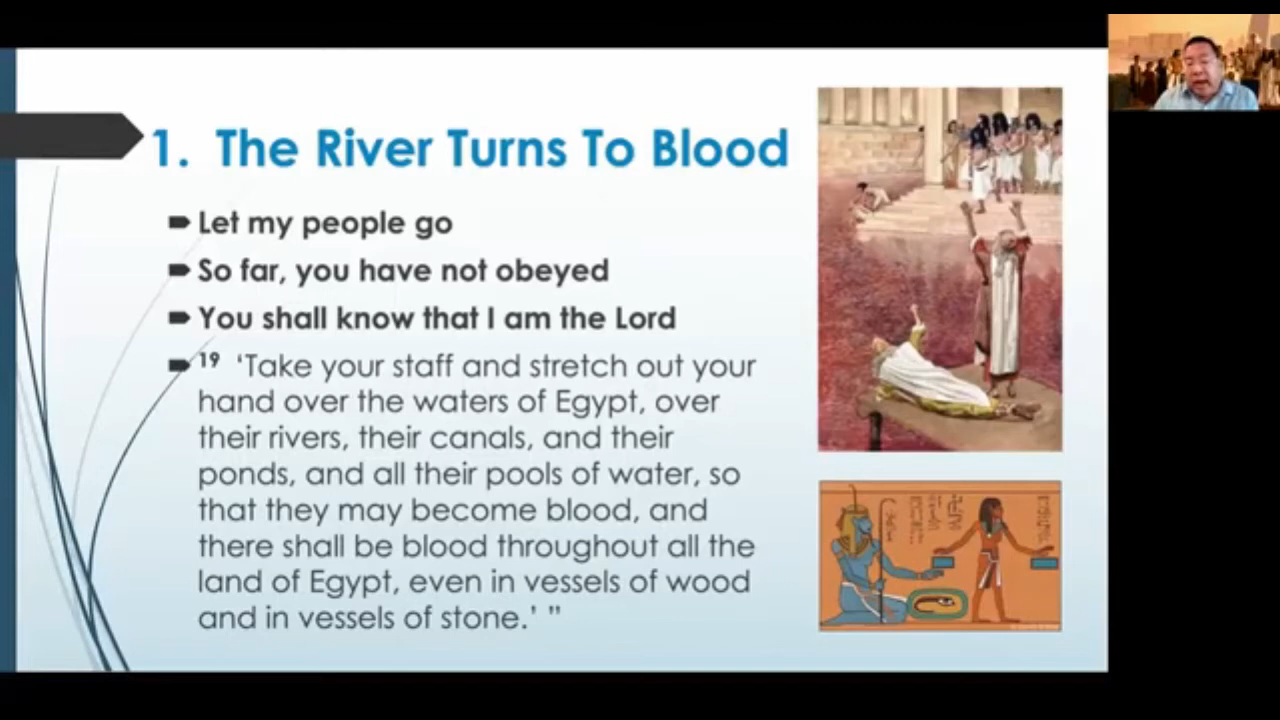 1. The River Turns To Blood
Let my people go
So far, you have not obeyed
You shall know that I am the Lord
19 ‘Take your staff and stretch out your
hand over the waters of Egypt, over
their rivers, their canals, and their
ponds, and all their pools of water, so
that they may become blood, and
there shall be blood throughout all the
land of Egypt, even in vessels of wood
and in vessels of stone.’ ”